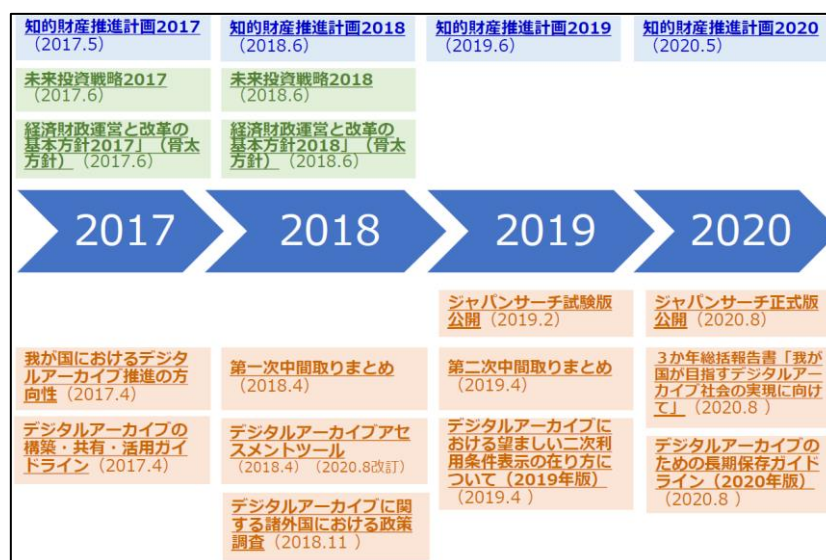 知的財産推進計画2017
（2017.5）
知的財産推進計画2018
（2018.6）
知的財産推進計画2019
（2019.6）
知的財産推進計画2020
（2020.5）
未来投資戦略2017
（2017.6）
未来投資戦略2018
（2018.6）
経済財政運営と改革の
基本方針2017」（骨太
方針）（2017.6）
経済財政運営と改革の
基本方針2018」（骨太
方針）（2018.6）
2017
2018
2019
2020
ジャパンサーチ試験版
公開（2019.2）
ジャパンサーチ正式版
公開（2020.8）
我が国におけるデジタ
ルアーカイブ推進の方
向性（2017.4）
第一次中間取りまとめ
（2018.4）
第二次中間取りまとめ
（2019.4）
３か年総括報告書「我が
国が目指すデジタルアー
カイブ社会の実現に向け
て」（2020.8 ）
デジタルアーカイブの
構築・共有・活用ガイ
ドライン（2017.4）
デジタルアーカイブアセ
スメントツール
（2018.4）（2020.8改訂）
デジタルアーカイブに
おける望ましい二次利
用条件表示の在り方に
ついて（2019年版）
（2019.4 ）
デジタルアーカイブの
ための長期保存ガイド
ライン（2020年版）
（2020.8 ）
デジタルアーカイブに関
する諸外国における政策
調査（2018.11 ）